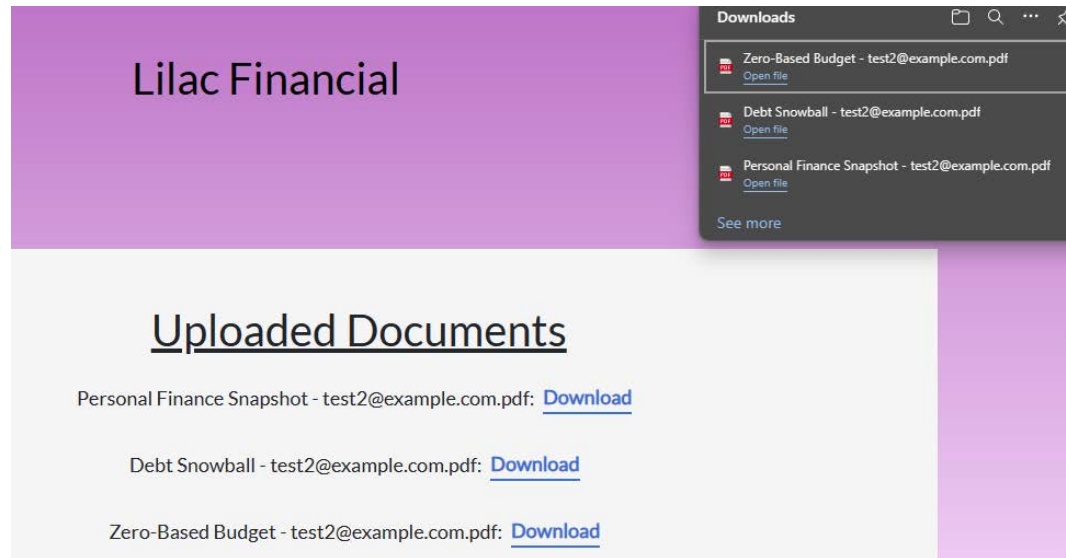 Lilac Financial
Downloads
Zero-Based Budget - test2@example.com.pdf
Open file
Debt Snowball - test2@example.com.pdf
Open file
Personal Finance Snapshot - test2@example.com.pdf
Open file
See more
Uploaded Documents
Personal Finance Snapshot - test2@example.com.pdf: Download
Debt Snowball - test2@example.com.pdf: Download
Zero-Based Budget - test2@example.com.pdf: Download